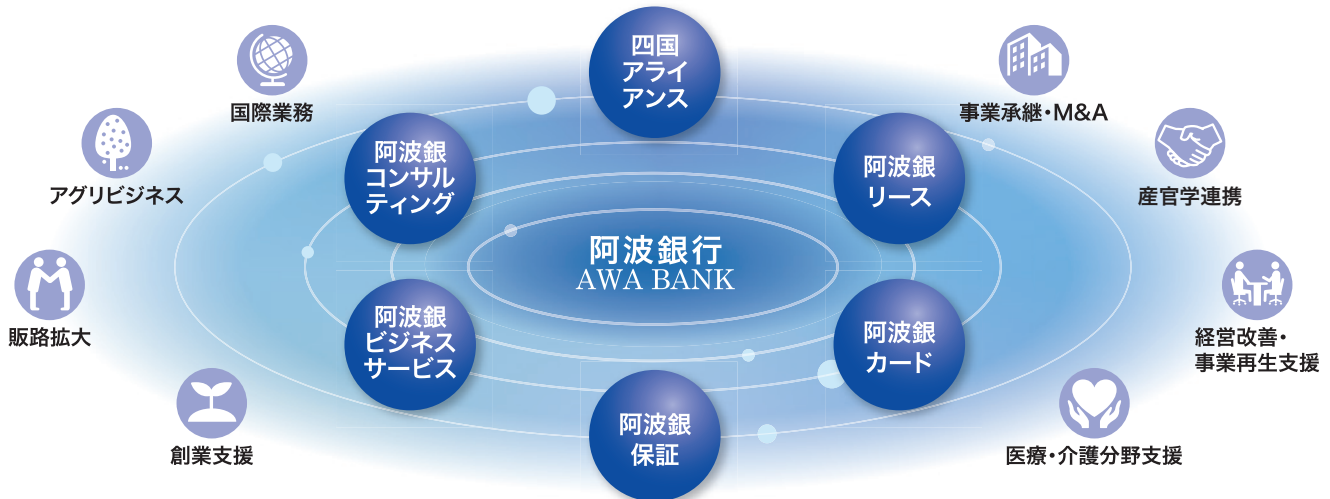 四国
アライ
アンス
国際業務
事業承継・M&A
阿波銀
コンサル
ティング
阿波銀
リース
アグリビジネス
産官学連携
阿波銀行
AWA BANK
販路拡大
阿波銀
ビジネス
サービス
阿波銀
カード
経営改善・
事業再生支援
創業支援
阿波銀
保証
医療・介護分野支援